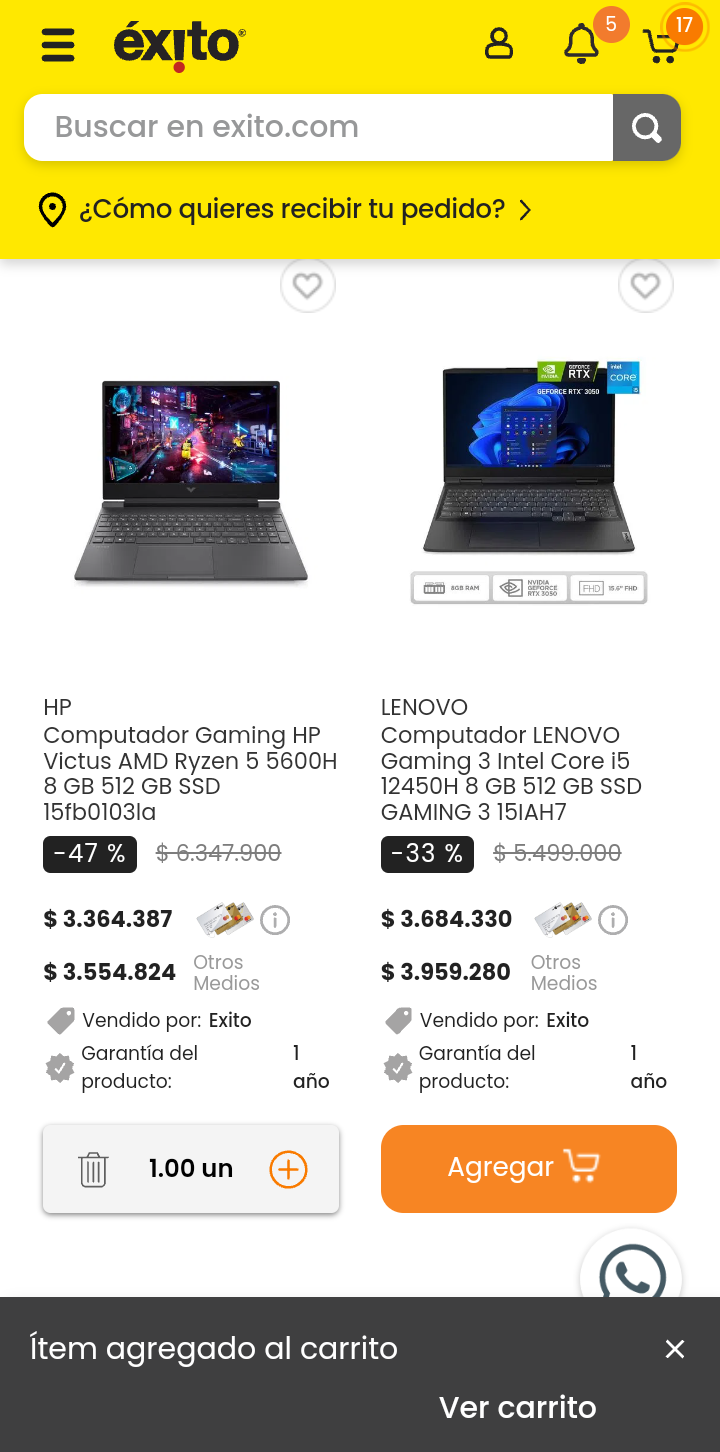 éxito®
5
17
Buscar en exito.com
¿Cómo quieres recibir tu pedido?
NVIDIA
GEFORCE
RTX
intel
CORE
i5
GEFORCE RTX™ 3050
8GB RAM
NVIDIA
GEFORCE
RTX 3050
FHD
15.6" FHD
HP
Computador Gaming HP
Victus AMD Ryzen 5 5600H
8 GB 512 GB SSD
15fb0103la
-47 % $ 6.347.900
$ 3.364.387
$ 3.554.824 Otros
Medios
Vendido por: Exito
Garantía del 1
producto: año
1.00 un
LENOVO
Computador LENOVO
Gaming 3 Intel Core i5
12450H 8 GB 512 GB SSD
GAMING 3 15IAH7
-33 % $ 5.499.000
$ 3.684.330
$ 3.959.280 Otros
Medios
Vendido por: Exito
Garantía del 1
producto: año
Agregar
Ítem agregado al carrito
Ver carrito